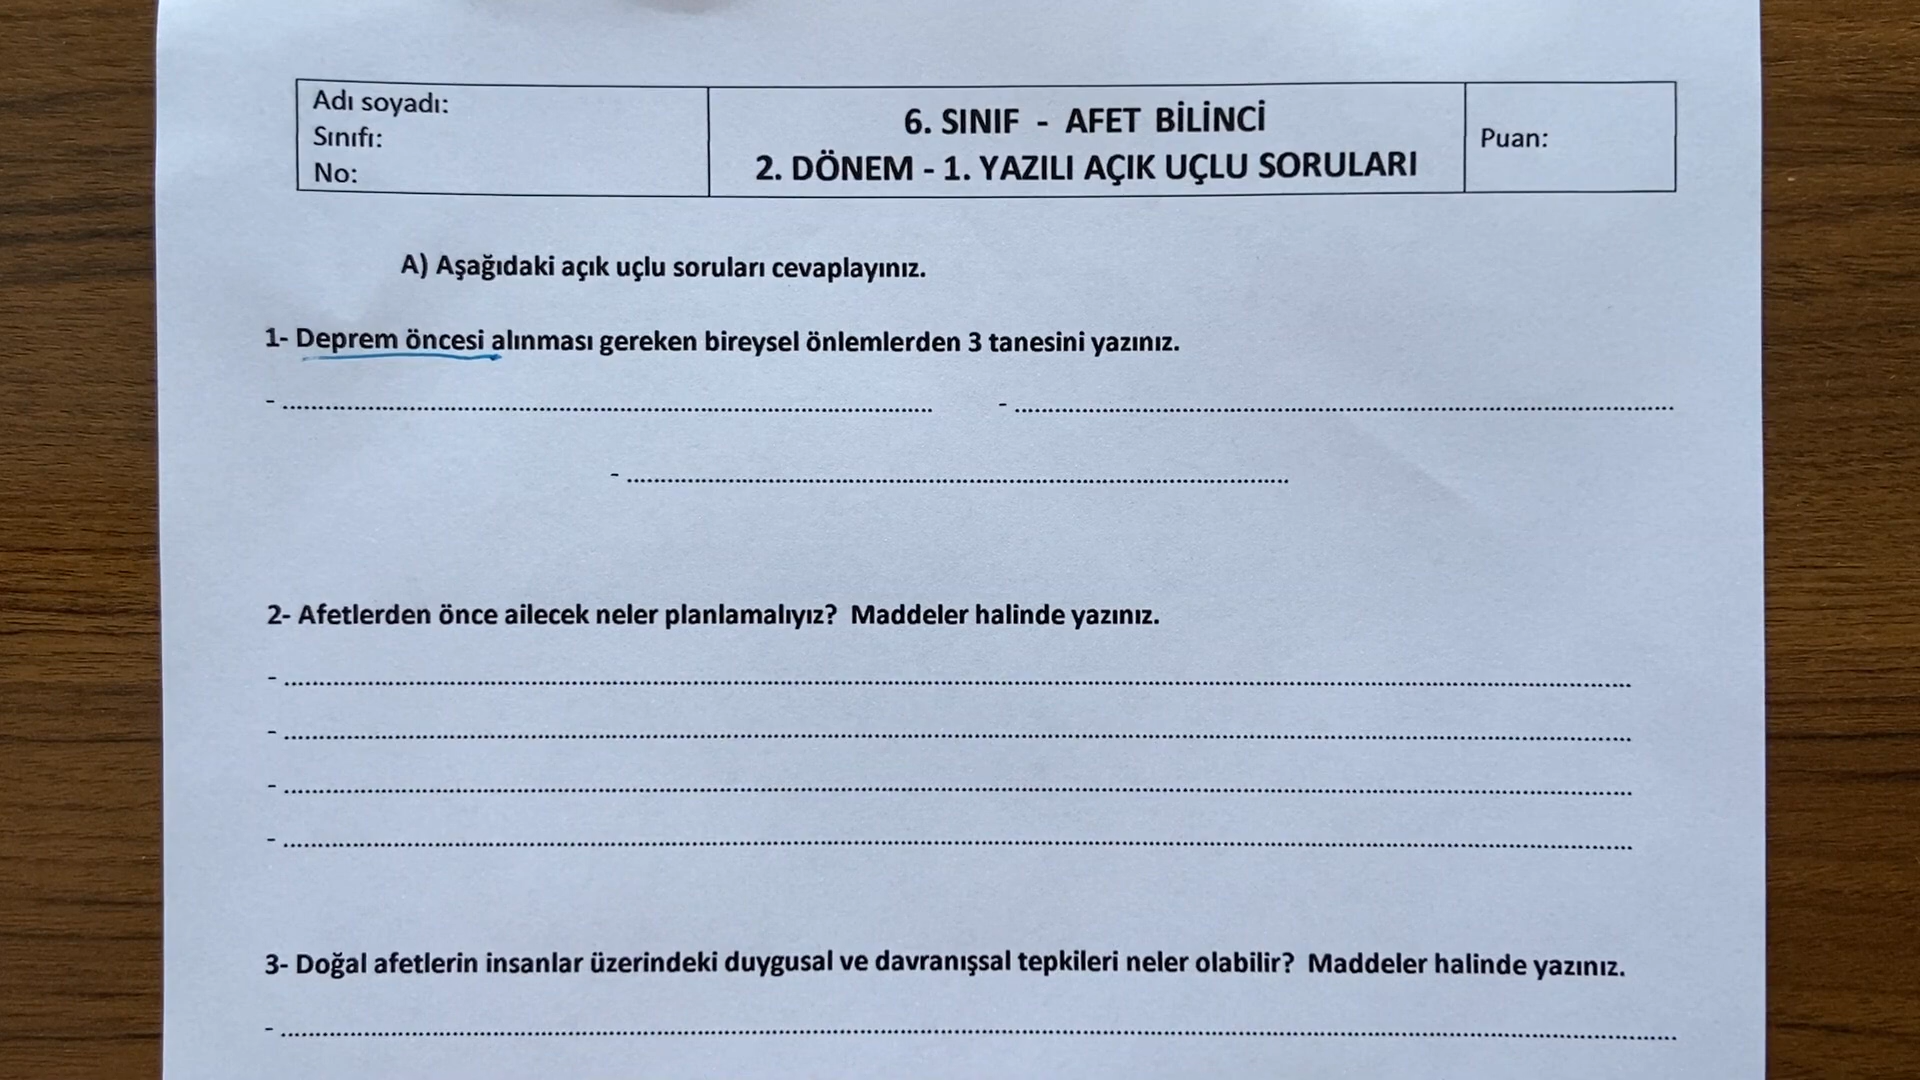 Adı soyadı:
Sınıfı:
No:
6. SINIF - AFET BİLİNCİ
2. DÖNEM - 1. YAZILI AÇIK UÇLU SORULARI
Puan:
A) Aşağıdaki açık uçlu soruları cevaplayınız.
1- Deprem öncesi alınması gereken bireysel önlemlerden 3 tanesini yazınız.
- ........................................ - ........................................
- ........................................
2- Afetlerden önce ailecek neler planlamalıyız? Maddeler halinde yazınız.
- ........................................
- ........................................
- ........................................
- ........................................
3- Doğal afetlerin insanlar üzerindeki duygusal ve davranışsal tepkileri neler olabilir? Maddeler halinde yazınız.
- ........................................